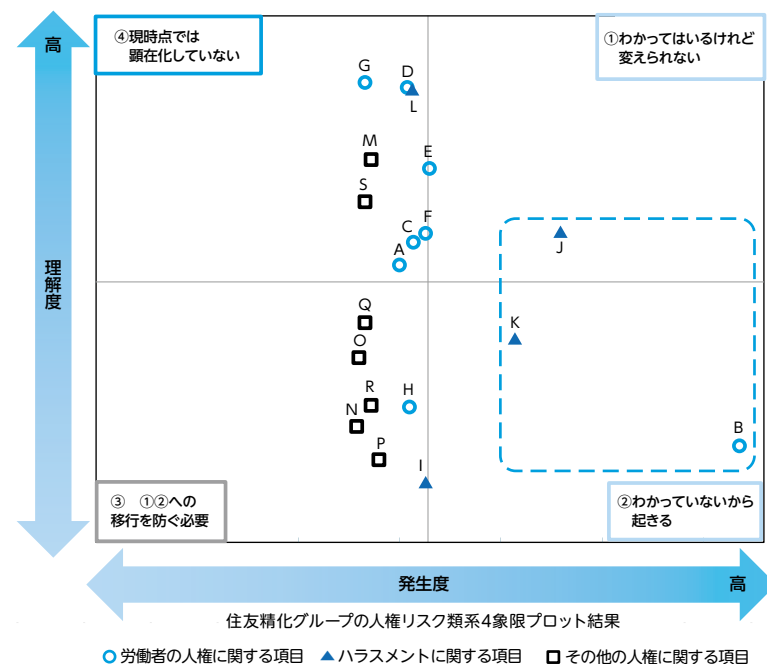 高
④現時点では
顕在化していない
①わかってはいるけれど
変えられない
G
D
L
M
E
S
F
C
A
J
理解度
Q
K
O
R
H
N
B
P
I
③ ①②への
移行を防ぐ必要
②わかっていないから
起きる
発生度
高
住友精化グループの人権リスク類系4象限プロット結果
労働者の人権に関する項目 ハラスメントに関する項目 その他の人権に関する項目